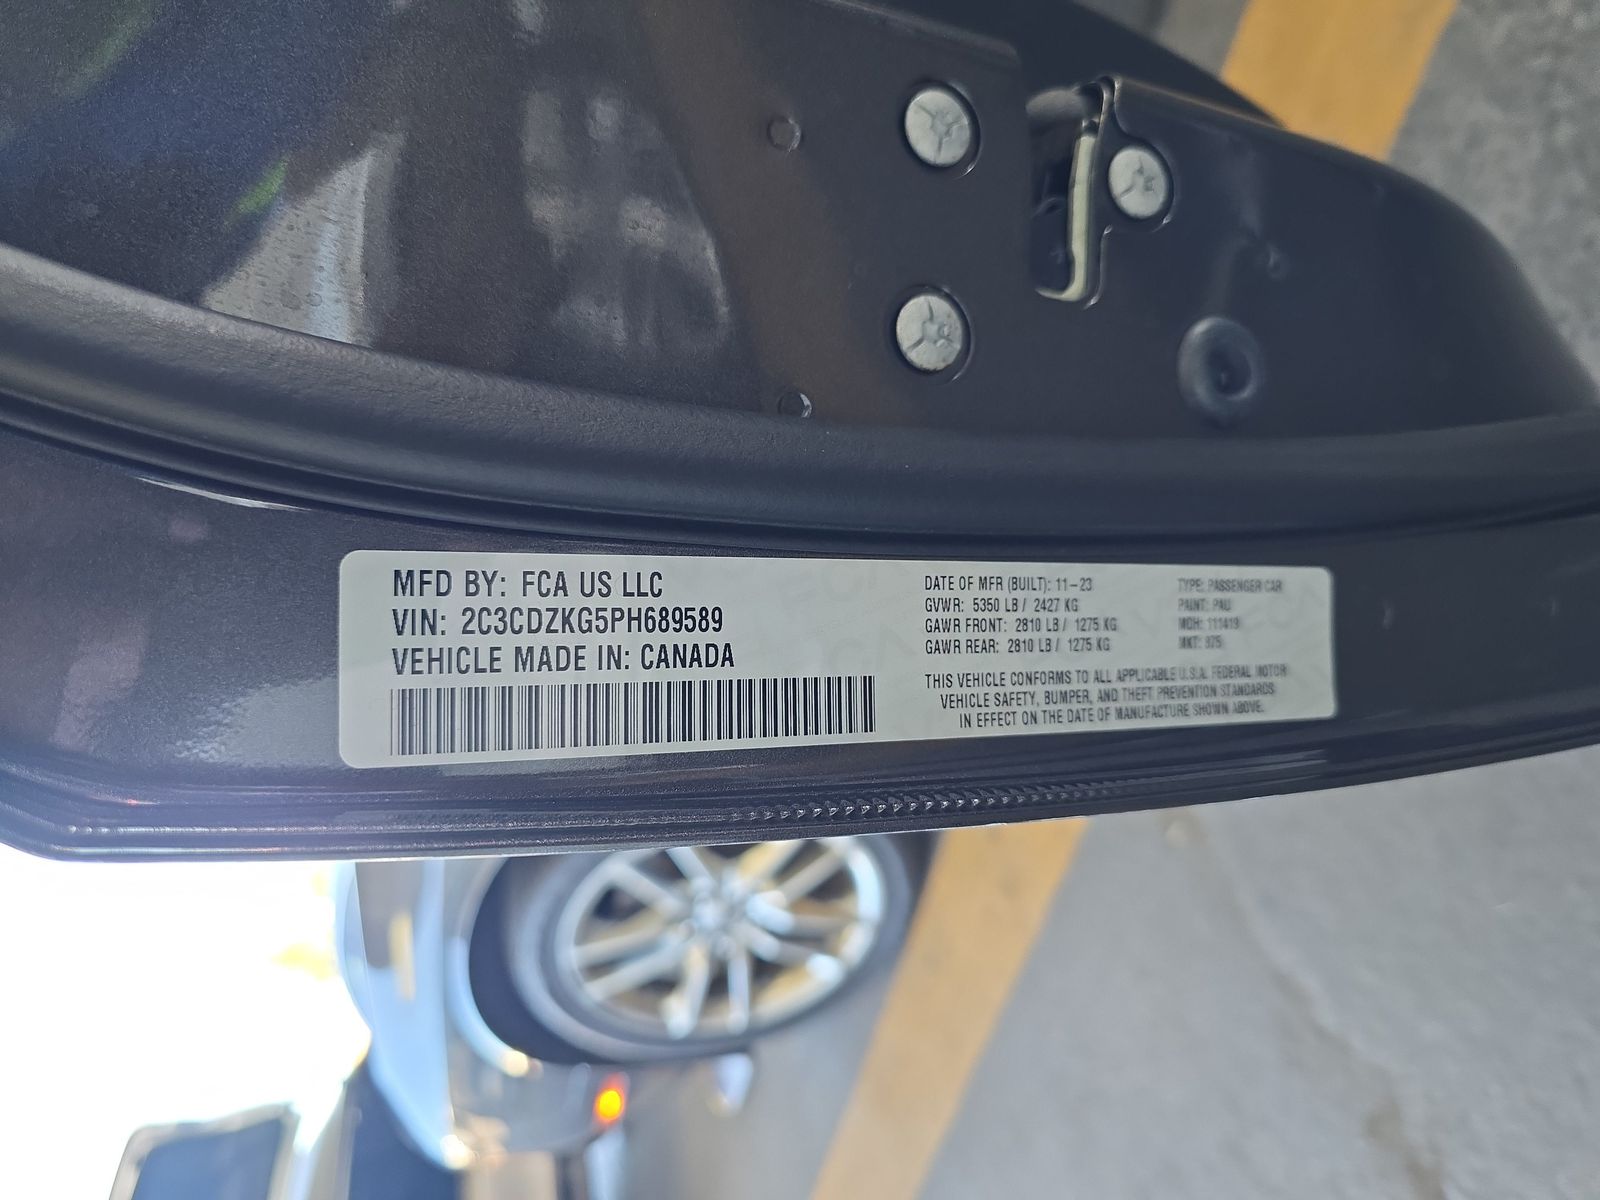 MFD BY: FCA US LLC
VIN: 2C3CDZKG5PH689589
VEHICLE MADE IN: CANADA
DATE OF MFR (BUILT): 11-23
GVWR: 5350 LB / 2427 KG
GAWR FRONT: 2810 LB / 1275 KG
GAWR REAR: 2810 LB / 1275 KG
TYPE: PASSENGER CAR
PAINT: PAU
MDH: 111419
MKT:
THIS VEHICLE CONFORMS TO ALL APPLICABLE U.S.A. FEDERAL MOTOR
VEHICLE SAFETY, BUMPER, AND THEFT PREVENTION STANDARDS
IN EFFECT ON THE DATE OF MANUFACTURE SHOWN ABOVE.